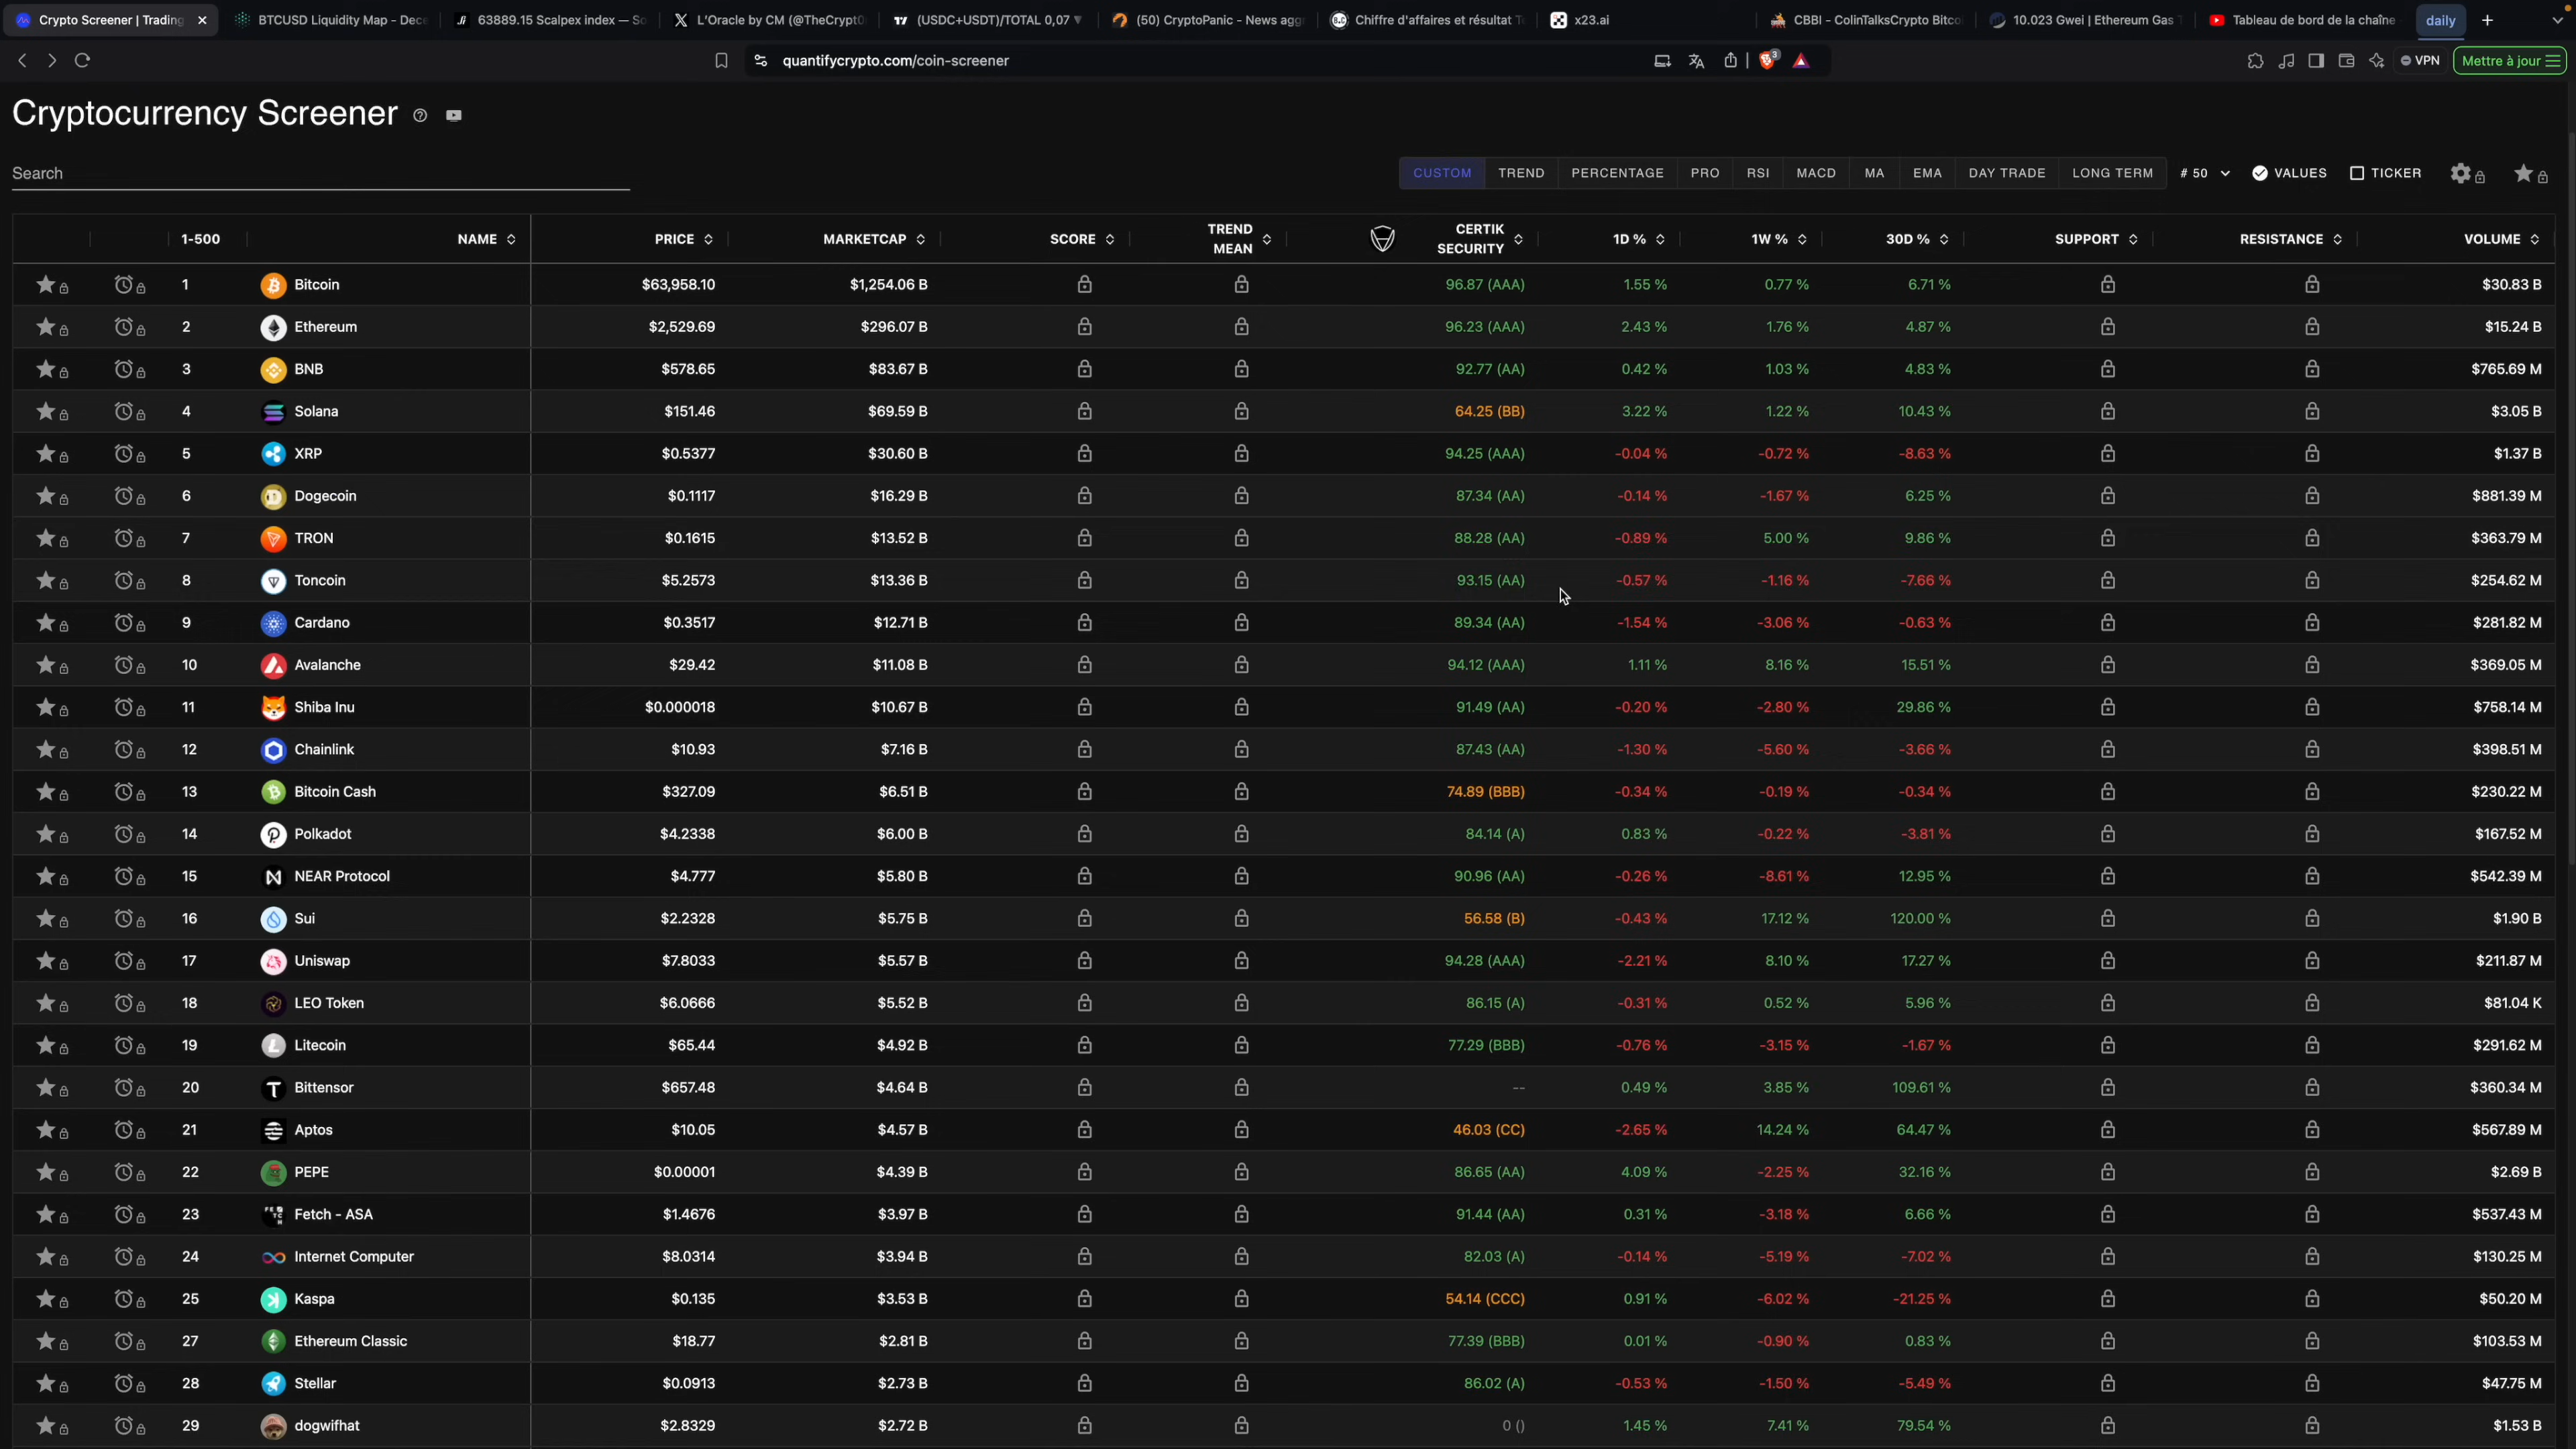 Crypto Screener | Trading
BTCUSD Liquidity Map - Dece
63889.15 Scalpex index — So
L'Oracle by CM (@TheCrypt0
(USDC+USDT)/TOTAL 0,07 ▼
(50) CryptoPanic - News aggr
Chiffre d'affaires et résultat T
x23.ai
CBBI - ColinTalksCrypto Bitco
10.023 Gwei | Ethereum Gas T
Tableau de bord de la chaîne
daily
quantifycrypto.com/coin-screener
3
VPN
Mettre à jour
Cryptocurrency Screener
Search
CUSTOM TREND PERCENTAGE PRO RSI MACD MA EMA DAY TRADE LONG TERM # 50 VALUES TICKER
1-500 NAME PRICE MARKETCAP SCORE TREND MEAN CERTIK SECURITY 1D % 1W % 30D % SUPPORT RESISTANCE VOLUME
1 Bitcoin $63,958.10 $1,254.06 B 96.87 (AAA) 1.55 % 0.77 % 6.71 % $30.83 B
2 Ethereum $2,529.69 $296.07 B 96.23 (AAA) 2.43 % 1.76 % 4.87 % $15.24 B
3 BNB $578.65 $83.67 B 92.77 (AA) 0.42 % 1.03 % 4.83 % $765.69 M
4 Solana $151.46 $69.59 B 64.25 (BB) 3.22 % 1.22 % 10.43 % $3.05 B
5 XRP $0.5377 $30.60 B 94.25 (AAA) -0.04 % -0.72 % -8.63 % $1.37 B
6 Dogecoin $0.1117 $16.29 B 87.34 (AA) -0.14 % -1.67 % 6.25 % $881.39 M
7 TRON $0.1615 $13.52 B 88.28 (AA) -0.89 % 5.00 % 9.86 % $363.79 M
8 Toncoin $5.2573 $13.36 B 93.15 (AA) -0.57 % -1.16 % -7.66 % $254.62 M
9 Cardano $0.3517 $12.71 B 89.34 (AA) -1.54 % -3.06 % -0.63 % $281.82 M
10 Avalanche $29.42 $11.08 B 94.12 (AAA) 1.11 % 8.16 % 15.51 % $369.05 M
11 Shiba Inu $0.000018 $10.67 B 91.49 (AA) -0.20 % -2.80 % 29.86 % $758.14 M
12 Chainlink $10.93 $7.16 B 87.43 (AA) -1.30 % -5.60 % -3.66 % $398.51 M
13 Bitcoin Cash $327.09 $6.51 B 74.89 (BBB) -0.34 % -0.19 % -0.34 % $230.22 M
14 Polkadot $4.2338 $6.00 B 84.14 (A) 0.83 % -0.22 % -3.81 % $167.52 M
15 NEAR Protocol $4.777 $5.80 B 90.96 (AA) -0.26 % -8.61 % 12.95 % $542.39 M
16 Sui $2.2328 $5.75 B 56.58 (B) -0.43 % 17.12 % 120.00 % $1.90 B
17 Uniswap $7.8033 $5.57 B 94.28 (AAA) -2.21 % 8.10 % 17.27 % $211.87 M
18 LEO Token $6.0666 $5.52 B 86.15 (A) -0.31 % 0.52 % 5.96 % $81.04 K
19 Litecoin $65.44 $4.92 B 77.29 (BBB) -0.76 % -3.15 % -1.67 % $291.62 M
20 Bittensor $657.48 $4.64 B -- 0.49 % 3.85 % 109.61 % $360.34 M
21 Aptos $10.05 $4.57 B 46.03 (CC) -2.65 % 14.24 % 64.47 % $567.89 M
22 PEPE $0.00001 $4.39 B 86.65 (AA) 4.09 % -2.25 % 32.16 % $2.69 B
23 Fetch - ASA $1.4676 $3.97 B 91.44 (AA) 0.31 % -3.18 % 6.66 % $537.43 M
24 Internet Computer $8.0314 $3.94 B 82.03 (A) -0.14 % -5.19 % -7.02 % $130.25 M
25 Kaspa $0.135 $3.53 B 54.14 (CCC) 0.91 % -6.02 % -21.25 % $50.20 M
27 Ethereum Classic $18.77 $2.81 B 77.39 (BBB) 0.01 % -0.90 % 0.83 % $103.53 M
28 Stellar $0.0913 $2.73 B 86.02 (A) -0.53 % -1.50 % -5.49 % $47.75 M
29 dogwifhat $2.8329 $2.72 B 0 () 1.45 % 7.41 % 79.54 % $1.53 B